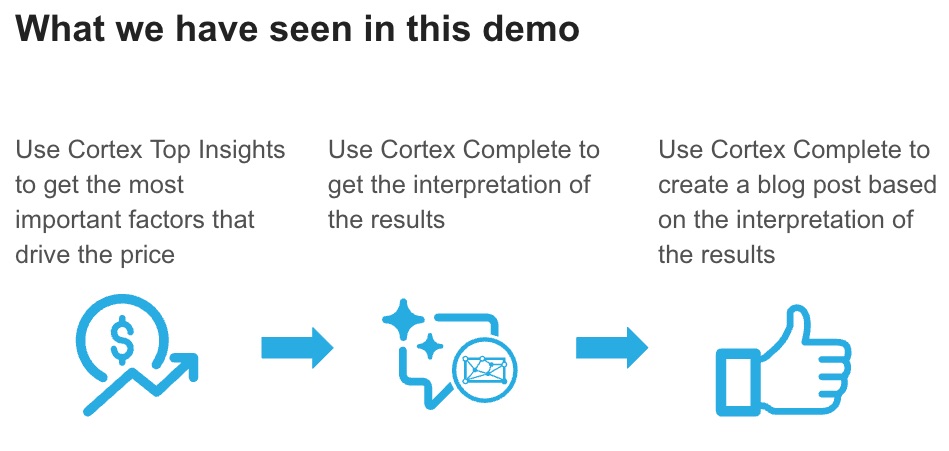 What we have seen in this demo
Use Cortex Top Insights
to get the most
important factors that
drive the price
Use Cortex Complete to
get the interpretation of
the results
Use Cortex Complete to
create a blog post based
on the interpretation of
the results
$